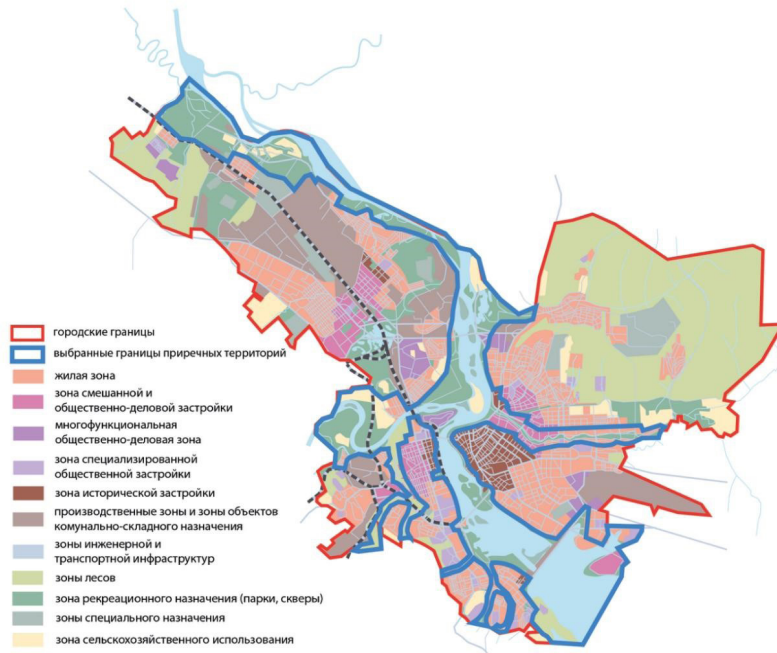 городские границы
выбранные границы приречных территорий
жилая зона
зона смешанной и
общественно-деловой застройки
многофункциональная
общественно-деловая зона
зона специализированной
общественной застройки
зона исторической застройки
производственные зоны и зоны объектов
комунально-складного назначения
зоны инженерной и
транспортной инфраструктур
зоны лесов
зона рекреационного назначения (парки, скверы)
зоны специального назначения
зона сельскохозяйственного использования